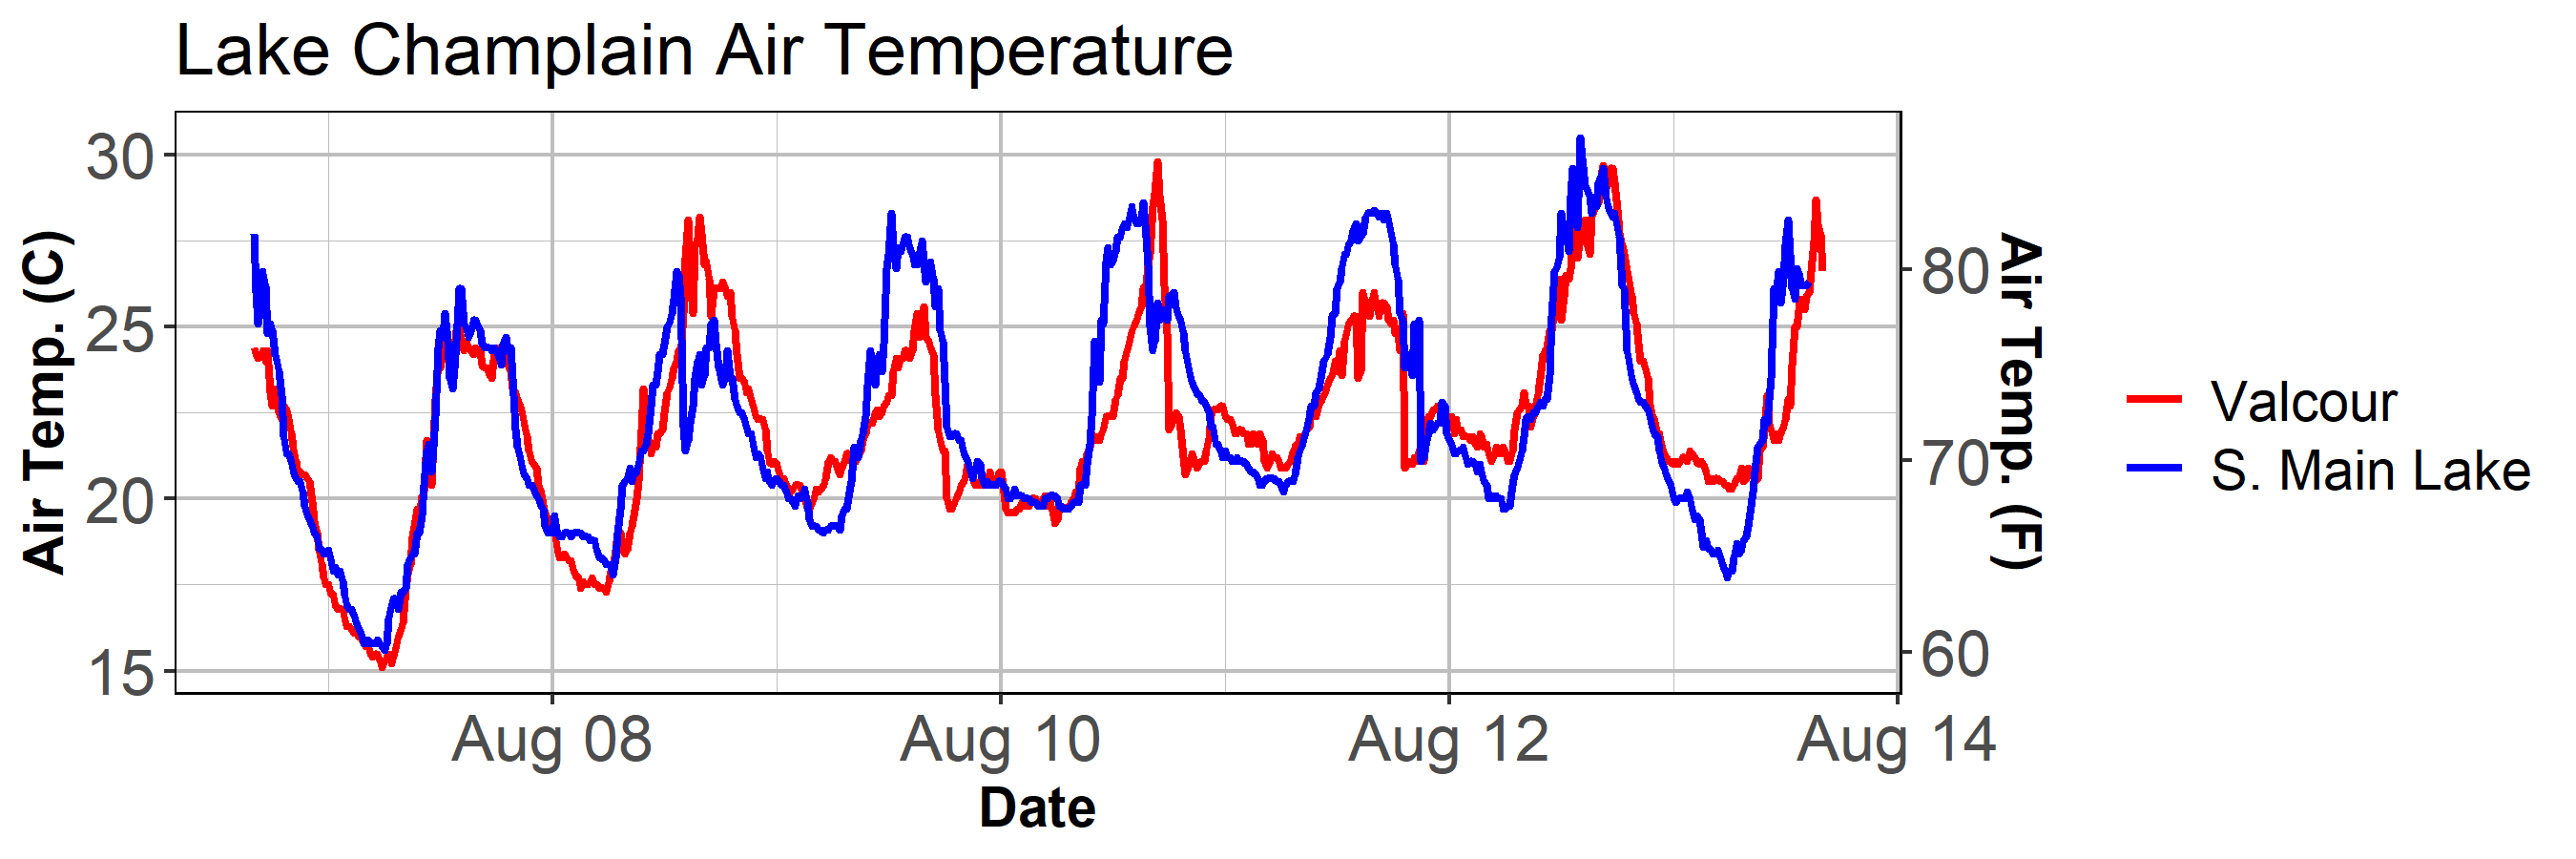 Lake Champlain Air Temperature
Air Temp. (C)
30
25
20
15
Air Temp. (F)
80
70
60
Aug 08
Aug 10
Aug 12
Aug 14
Date
Valcour
S. Main Lake